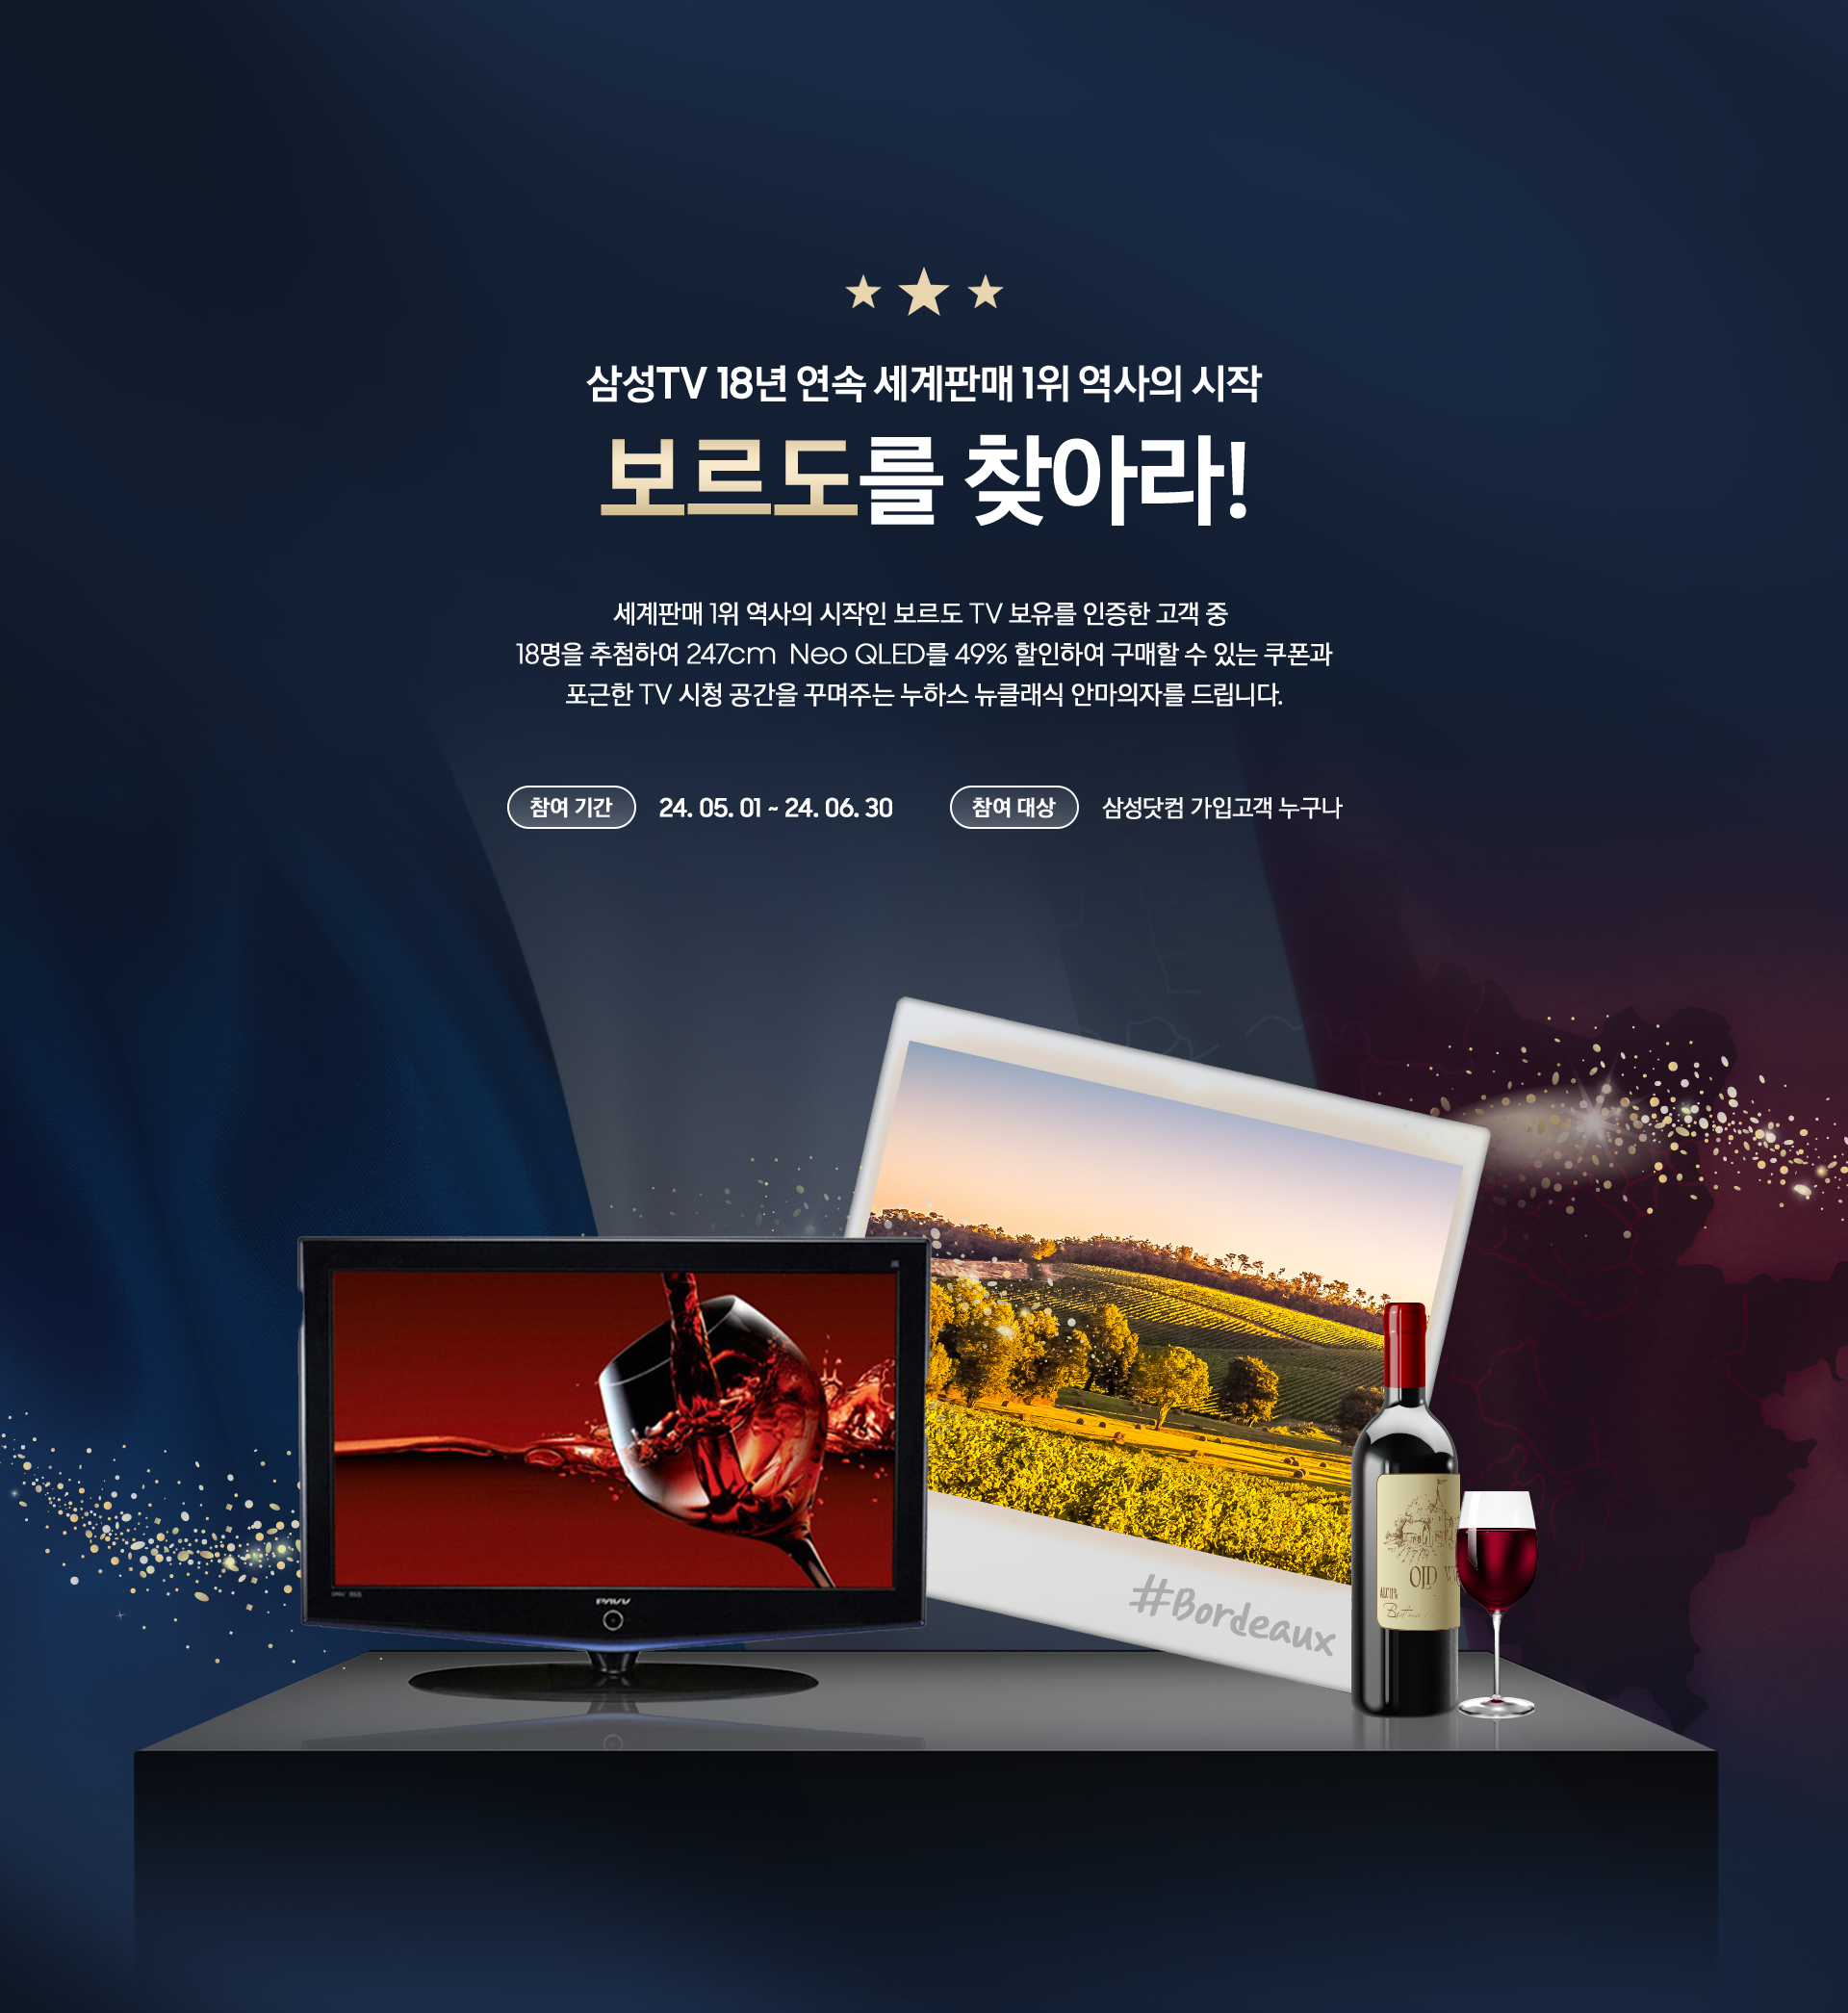 삼성TV 18년 연속 세계판매 1위 역사의 시작
보르도를 찾아라!
세계판매 1위 역사의 시작인 보르도 TV 보유를 인증한 고객 중
18명을 추첨하여 247cm Neo QLED를 49% 할인하여 구매할 수 있는 쿠폰과
포근한 TV 시청 공간을 꾸며주는 누하스 뉴클래식 안마의자를 드립니다.
참여 기간 24. 05. 01 ~ 24. 06. 30 참여 대상 삼성닷컴 가입고객 누구나
PAVV
#Bordeaux
OLD
ALC 12%